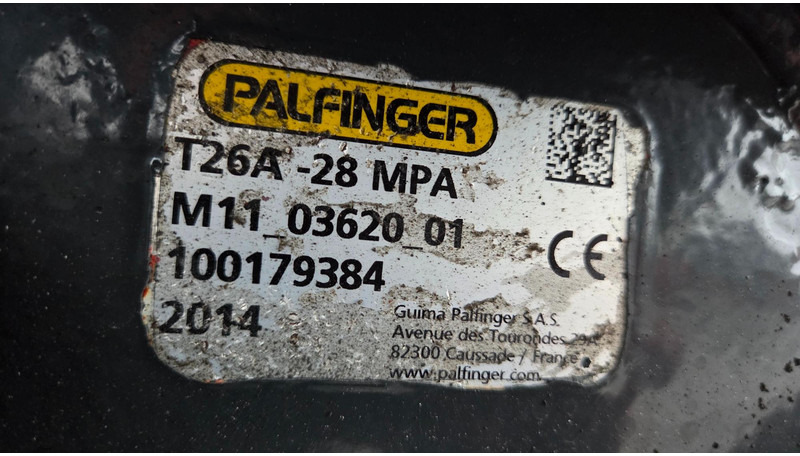 PALFINGER
T26A -28 MPA
M11_03620_01
100179384
2014
CE
Guima Palfinger S.A.S.
Avenue des Tourondes
82300 Caussade / France
www.palfinger.com